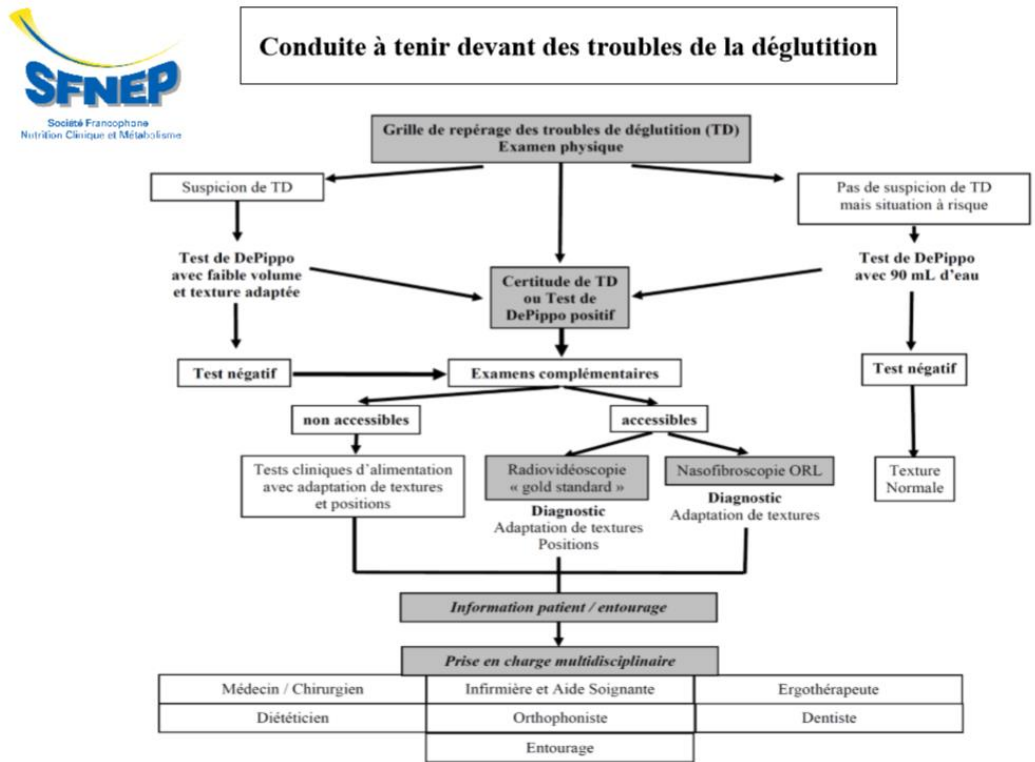 Conduite à tenir devant des troubles de la déglutition
SFNEP
Société Francophone
Nutrition Clinique et Métabolisme
Grille de repérage des troubles de déglutition (TD)
Examen physique
Suspicion de TD
Pas de suspicion de TD
mais situation à risque
Test de DePippo
avec faible volume
et texture adaptée
Certitude de TD
ou Test de
DePippo positif
Test de DePippo
avec 90 mL d'eau
Test négatif
Examens complémentaires
Test négatif
non accessibles
accessibles
Tests cliniques d'alimentation
avec adaptation de textures
et positions
Radiovidéoscopie
« gold standard »
Diagnostic
Adaptation de textures
Positions
Nasofibroscopie ORL
Diagnostic
Adaptation de textures
Texture
Normale
Information patient / entourage
Prise en charge multidisciplinaire
Médecin / Chirurgien
Infirmière et Aide Soignante
Ergothérapeute
Diététicien
Orthophoniste
Dentiste
Entourage